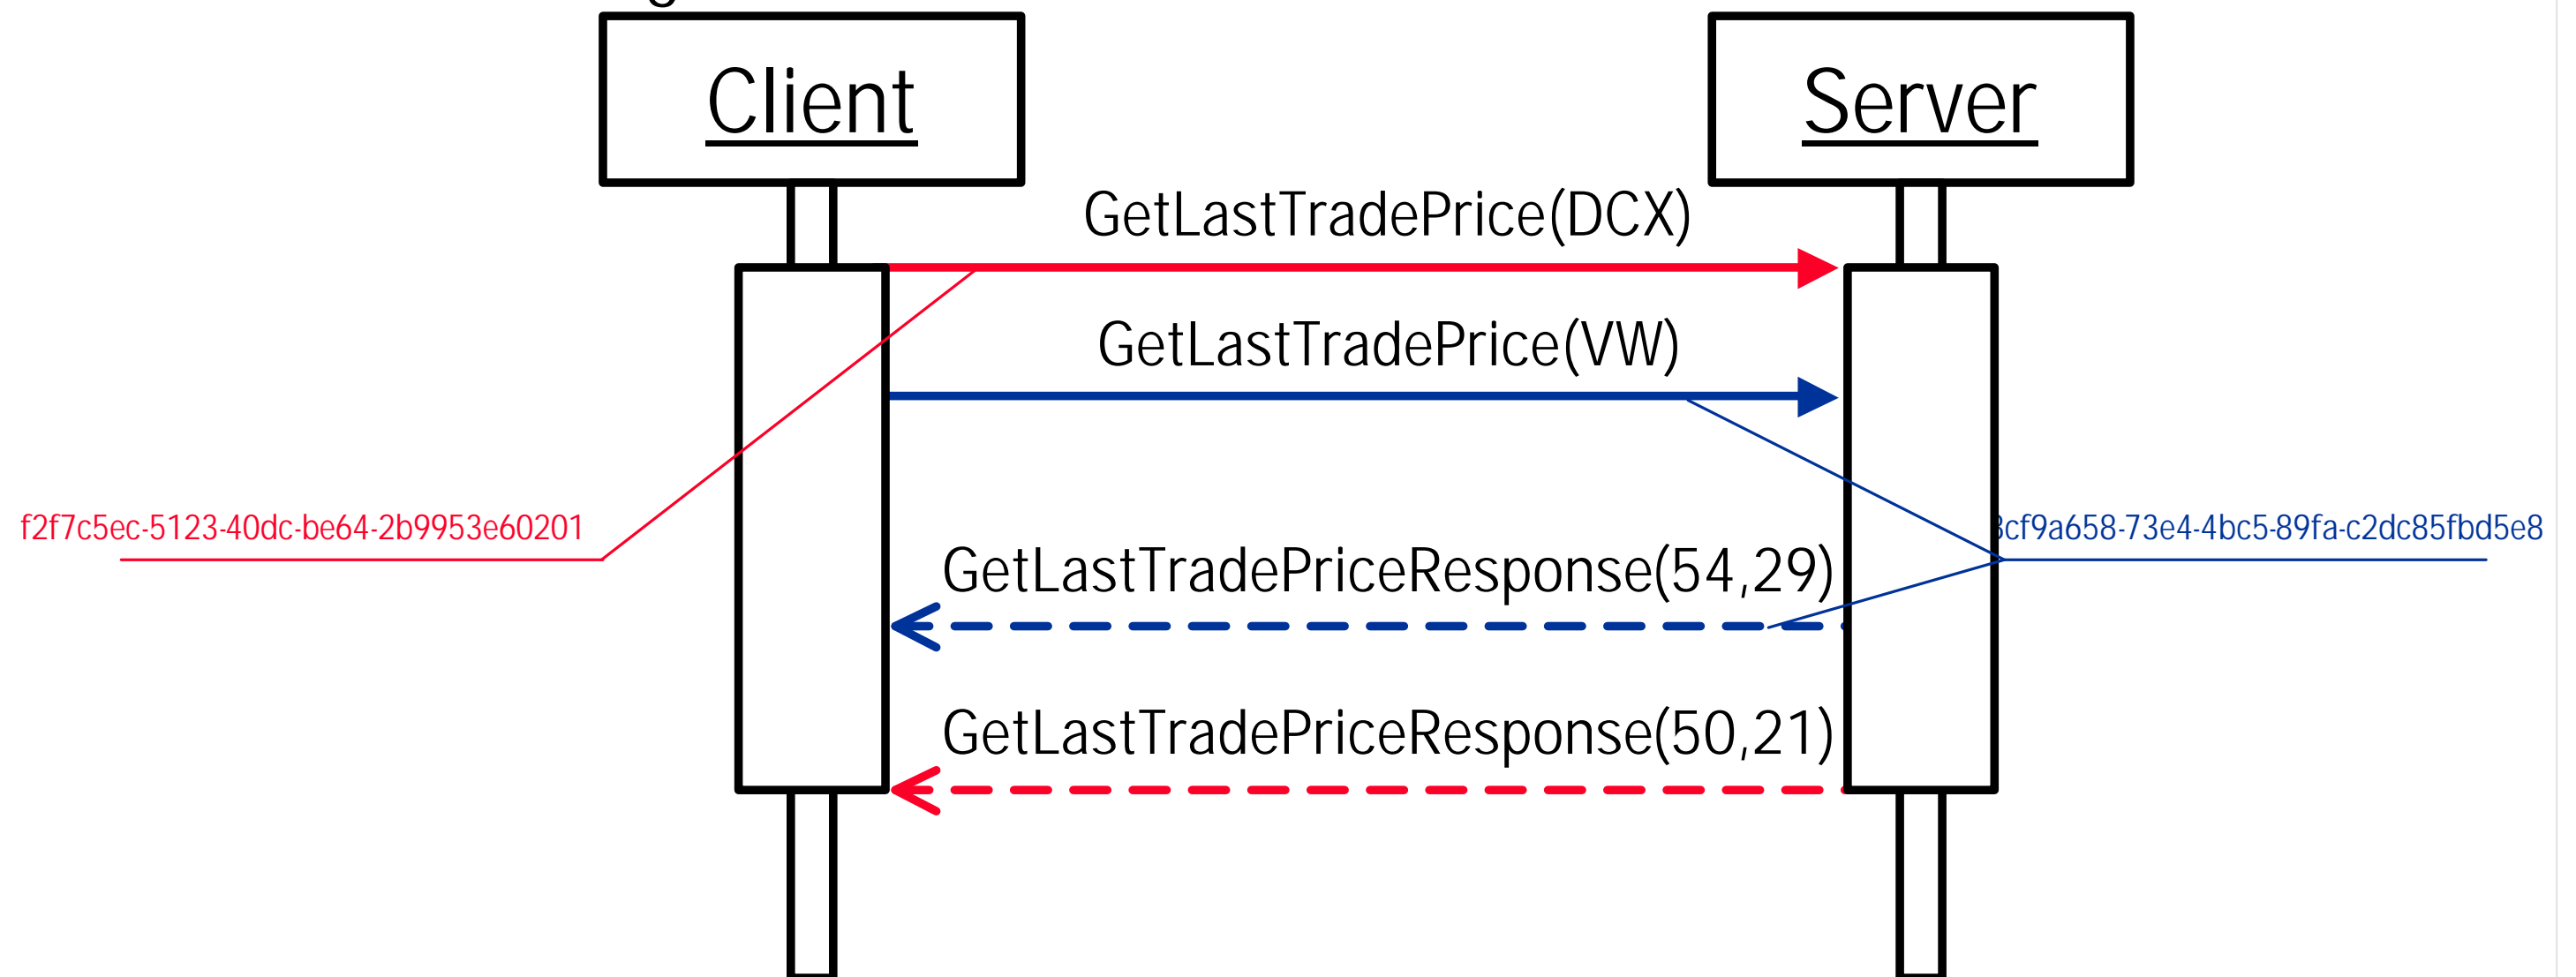 Client
Server
GetLastTradePrice(DCX)
GetLastTradePrice(VW)
f2f7c5ec-5123-40dc-be64-2b9953e60201
3cf9a658-73e4-4bc5-89fa-c2dc85fbd5e8
GetLastTradePriceResponse(54,29)
GetLastTradePriceResponse(50,21)